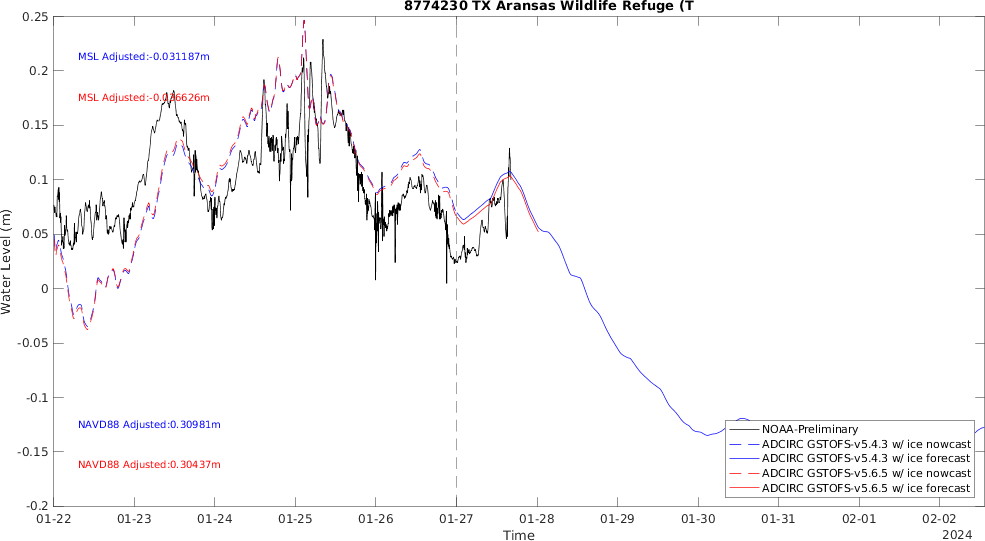 8774230 TX Aransas Wildlife Refuge (T
0.25
0.2
0.15
0.1
0.05
0
-0.05
-0.1
-0.15
-0.2
Water Level (m)
MSL Adjusted:-0.031187m
MSL Adjusted:-0.036626m
NAVD88 Adjusted:0.30981m
NAVD88 Adjusted:0.30437m
NOAA-Preliminary
ADCIRC GSTOFS-v5.4.3 w/ ice nowcast
ADCIRC GSTOFS-v5.4.3 w/ ice forecast
ADCIRC GSTOFS-v5.6.5 w/ ice nowcast
ADCIRC GSTOFS-v5.6.5 w/ ice forecast
01-22 01-23 01-24 01-25 01-26 01-27 01-28 01-29 01-30 01-31 02-01 02-02
Time
2024